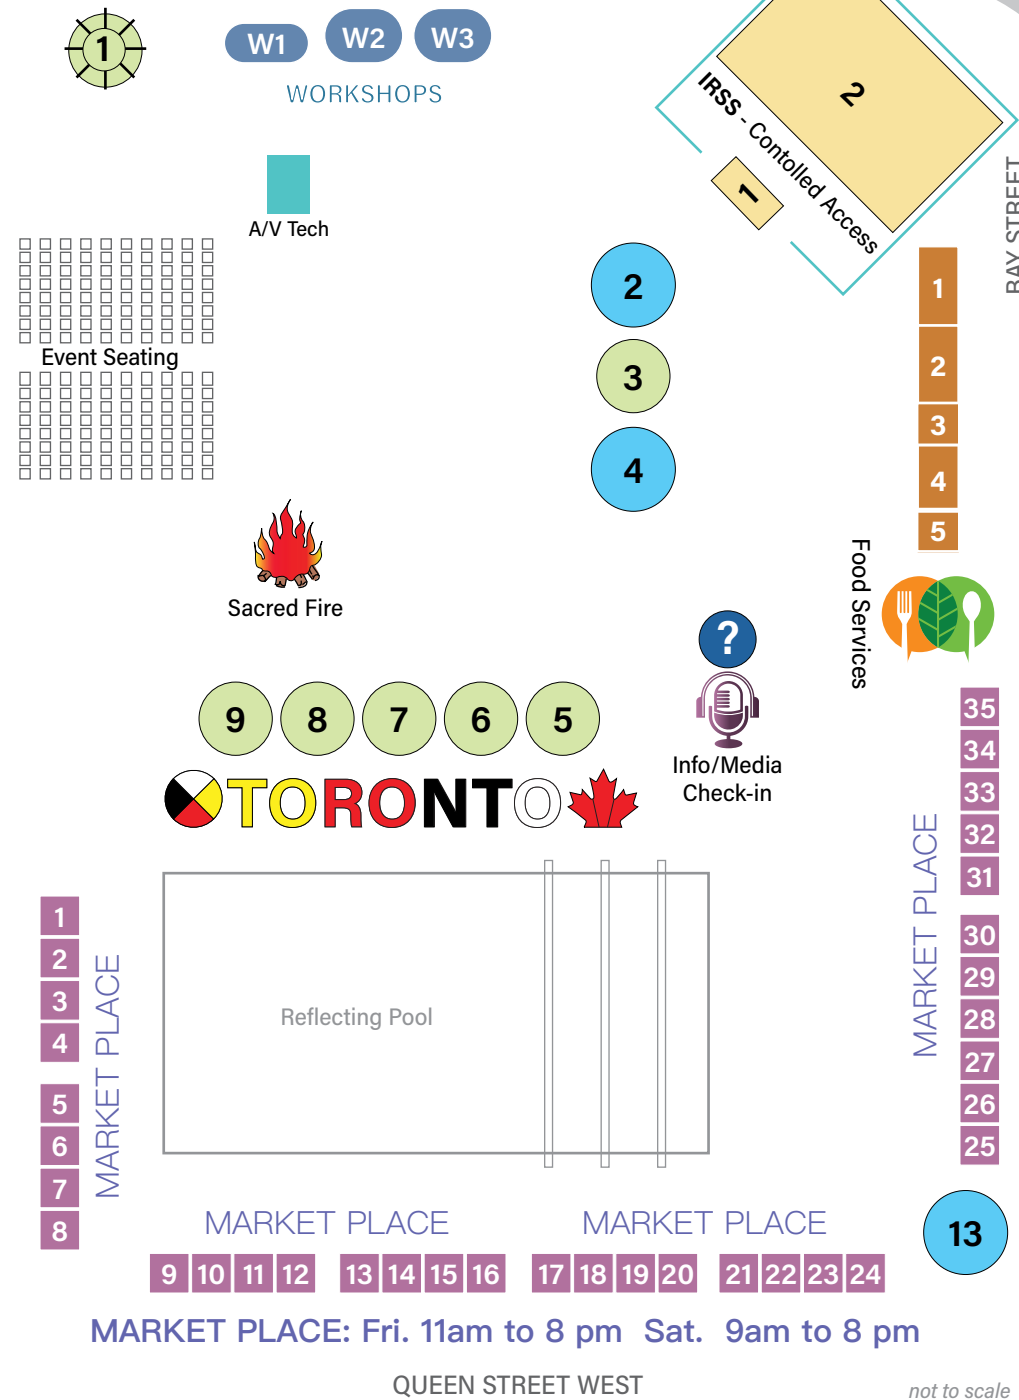 1
W1 W2 W3
WORKSHOPS
2
IRSS - Contolled Access
1
BAY STREET
A/V Tech
Event Seating
2
3
4
1
2
3
4
5
Food Services
Sacred Fire
?
Info/Media
Check-in
9 8 7 6 5
TORONTO
35
34
33
32
31
30
29
28
27
26
25
MARKET PLACE
1
2
3
4
5
6
7
8
MARKET PLACE
Reflecting Pool
13
MARKET PLACE MARKET PLACE
9 10 11 12 13 14 15 16 17 18 19 20 21 22 23 24
MARKET PLACE: Fri. 11am to 8 pm Sat. 9am to 8 pm
QUEEN STREET WEST
not to scale